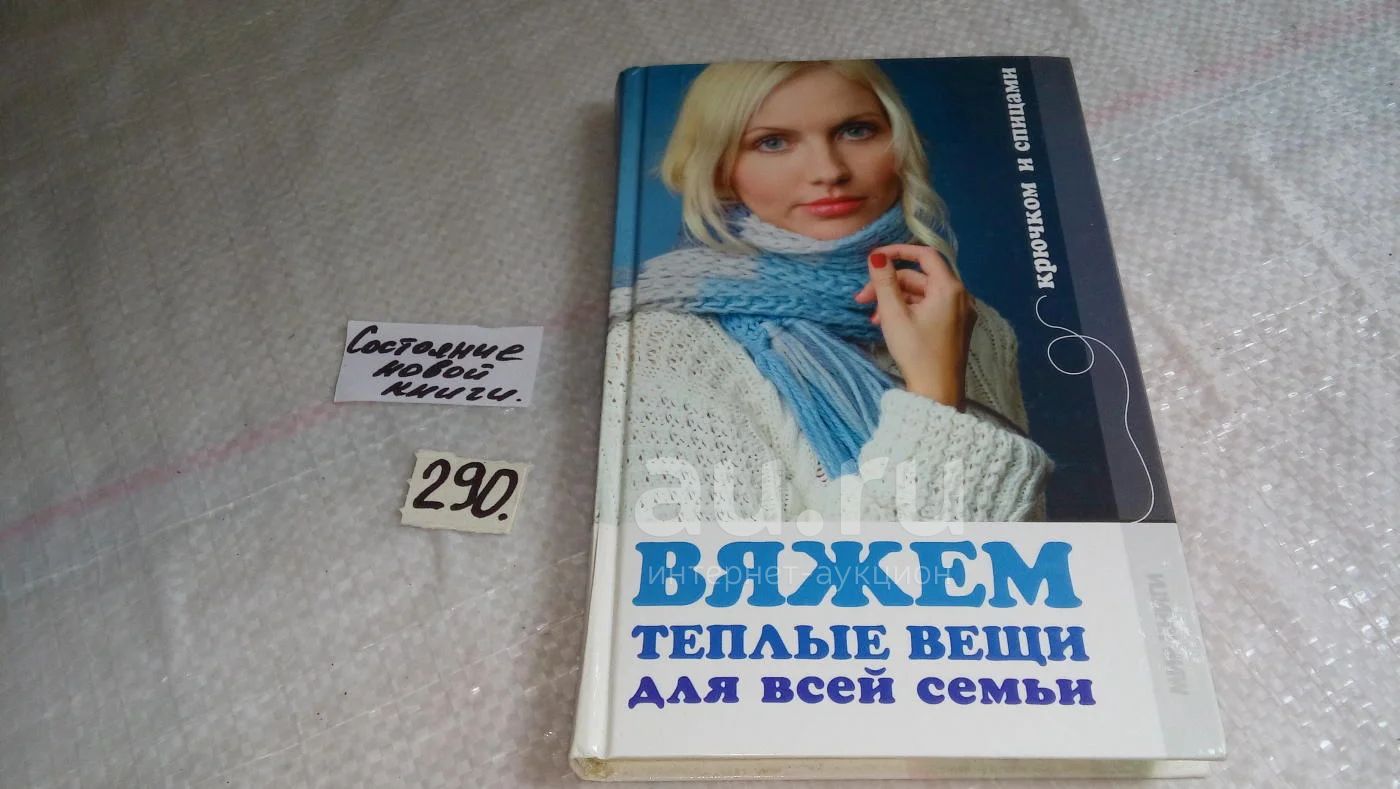 Состояние
новой
книги.
290.
крючком и спицами
au.ru
интернет-аукцион
ВЯЖЕМ
ТЕПЛЫЕ ВЕЩИ
ДЛЯ ВСЕЙ СЕМЬИ